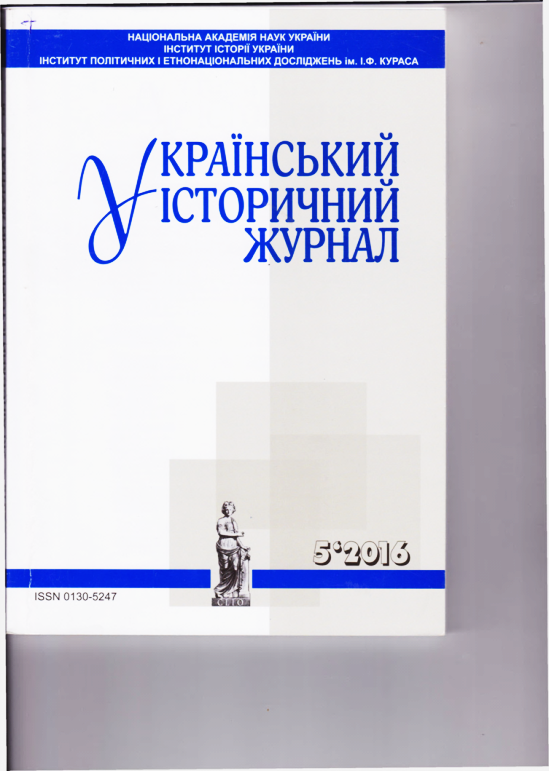 НАЦІОНАЛЬНА АКАДЕМІЯ НАУК УКРАЇНИ
ІНСТИТУТ ІСТОРІЇ УКРАЇНИ
ІНСТИТУТ ПОЛІТИЧНИХ І ЕТНОНАЦІОНАЛЬНИХ ДОСЛІДЖЕНЬ ім. І.Ф. КУРАСА
УКРАЇНСЬКИЙ
ІСТОРИЧНИЙ
ЖУРНАЛ
5‘2016
ISSN 0130-5247